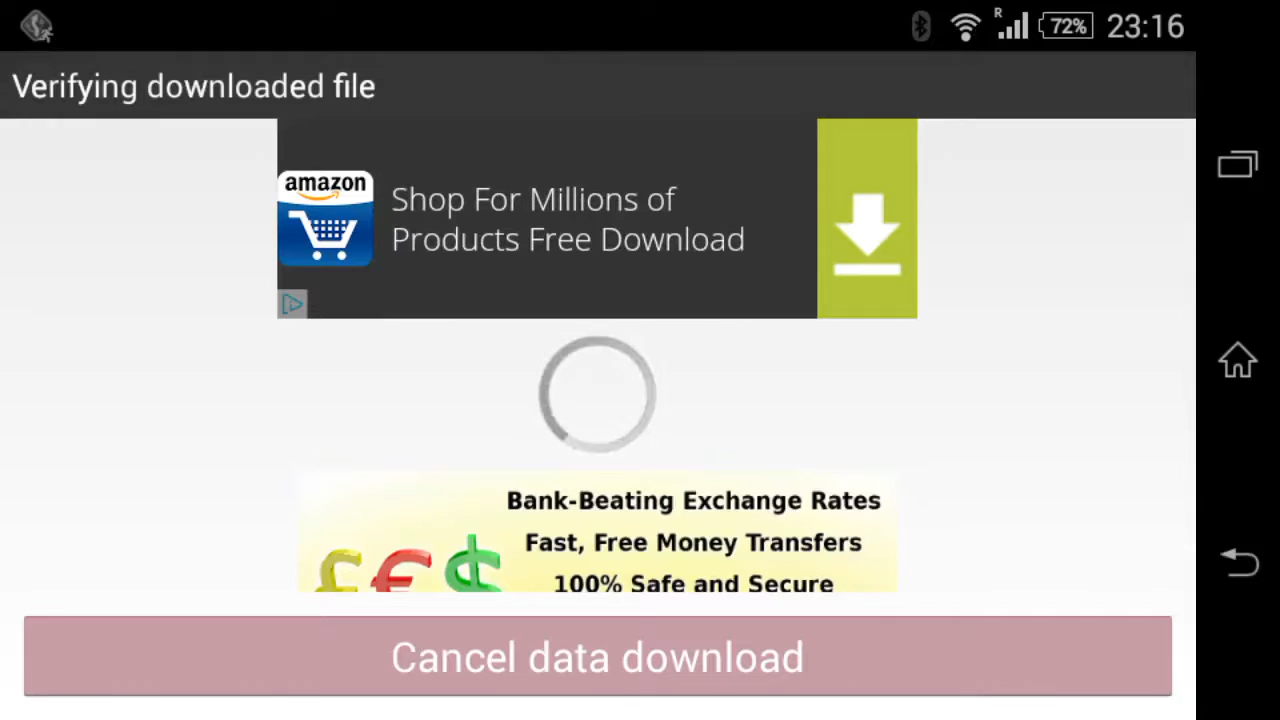 R
72%
23:16
Verifying downloaded file
amazon
Shop For Millions of
Products Free Download
Bank-Beating Exchange Rates
Fast, Free Money Transfers
£ € $
100% Safe and Secure
Cancel data download